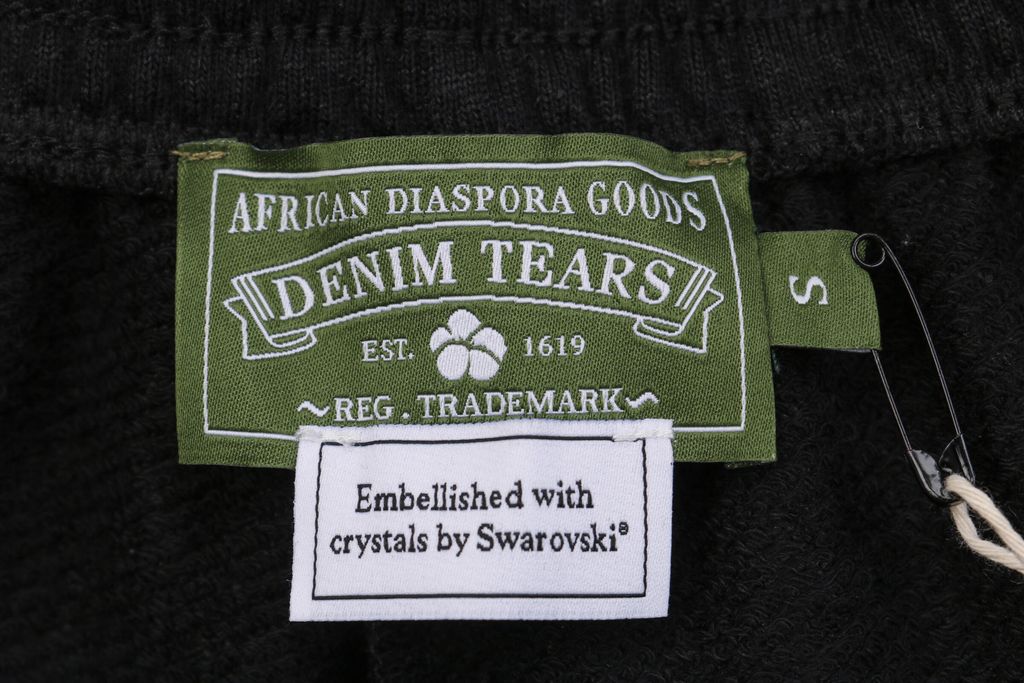 AFRICAN DIASPORA GOODS
DENIM TEARS
EST. 1619
~REG. TRADEMARK~
S
Embellished with
crystals by Swarovski®